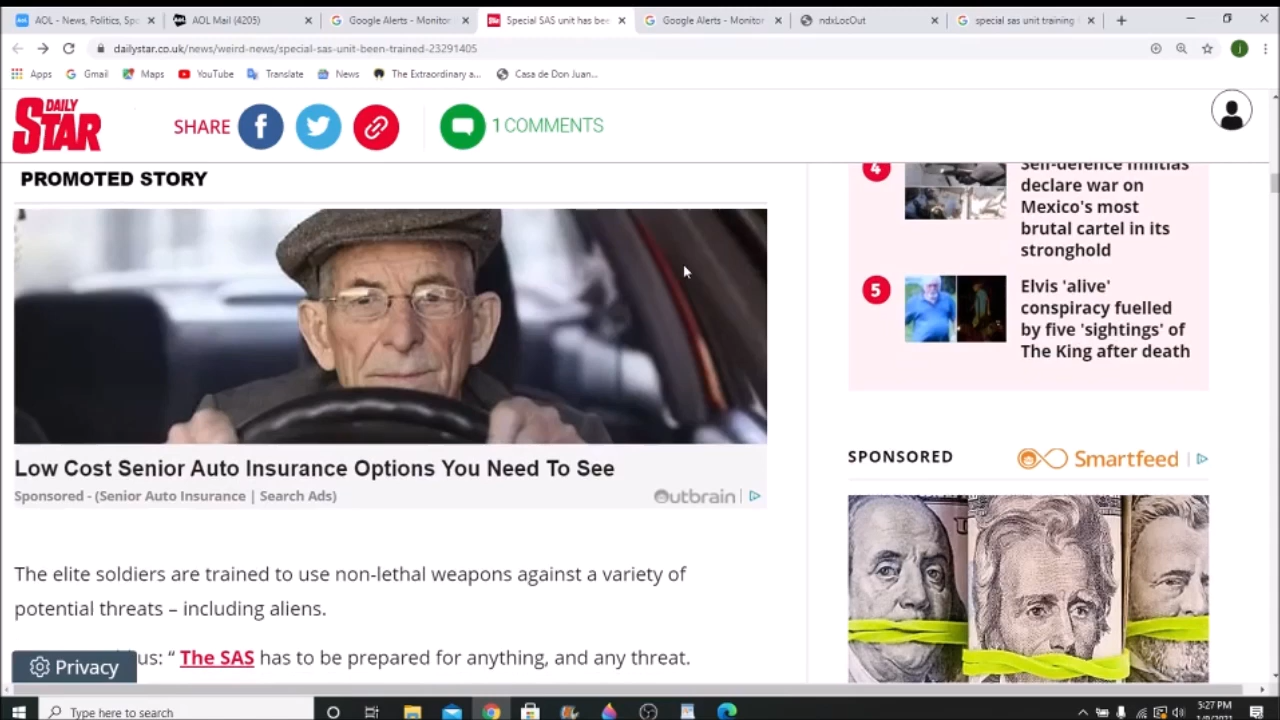 AOL - News, Politics, Sp
AOL Mail (4205)
Google Alerts - Monitor
Special SAS unit has bee
Google Alerts - Monitor
ndxLocOut
special sas unit training
dailystar.co.uk/news/weird-news/special-sas-unit-been-trained-23291405
j
Apps
Gmail
Maps
YouTube
Translate
News
The Extraordinary a...
Casa de Don Juan...
DAILY
STAR
SHARE
1 COMMENTS
PROMOTED STORY
Low Cost Senior Auto Insurance Options You Need To See
Sponsored - (Senior Auto Insurance | Search Ads)
Outbrain
The elite soldiers are trained to use non-lethal weapons against a variety of
potential threats – including aliens.
us: “ The SAS has to be prepared for anything, and any threat.
Privacy
4
Self-defence militias
declare war on
Mexico's most
brutal cartel in its
stronghold
5
Elvis 'alive'
conspiracy fuelled
by five 'sightings' of
The King after death
SPONSORED
Smartfeed
Type here to search
5:27 PM